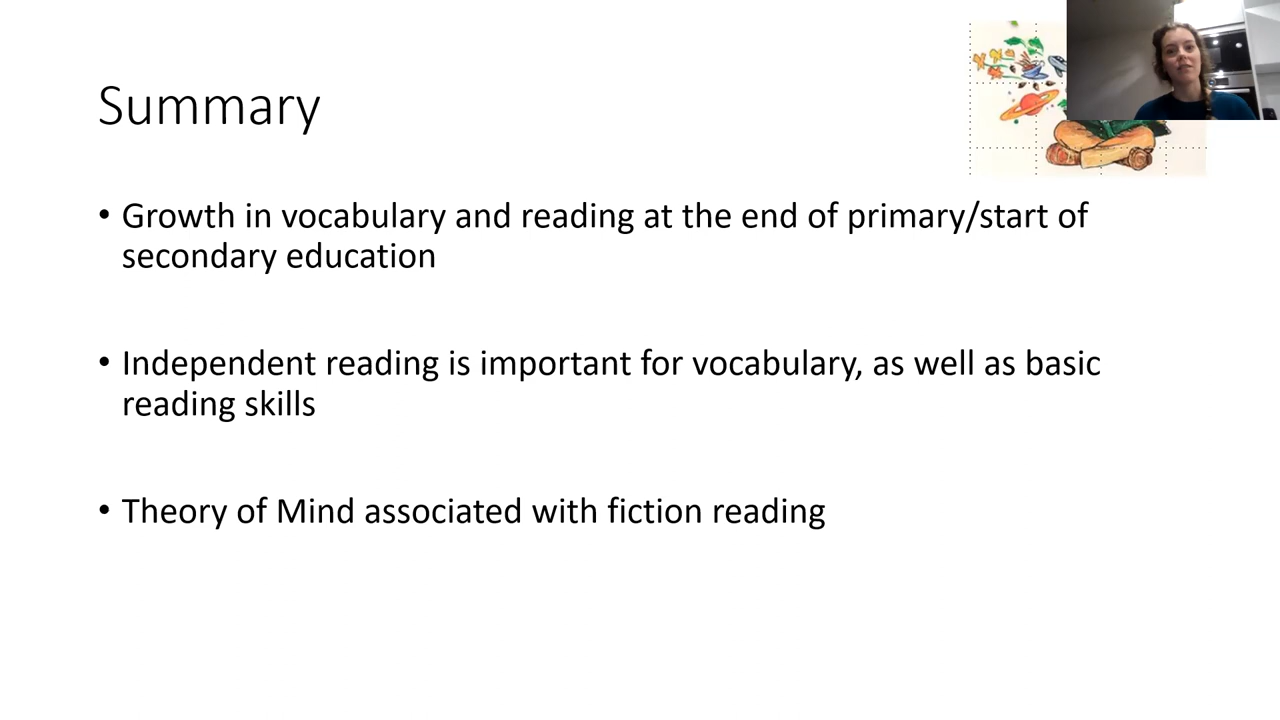 Summary
• Growth in vocabulary and reading at the end of primary/start of
secondary education
• Independent reading is important for vocabulary, as well as basic
reading skills
• Theory of Mind associated with fiction reading